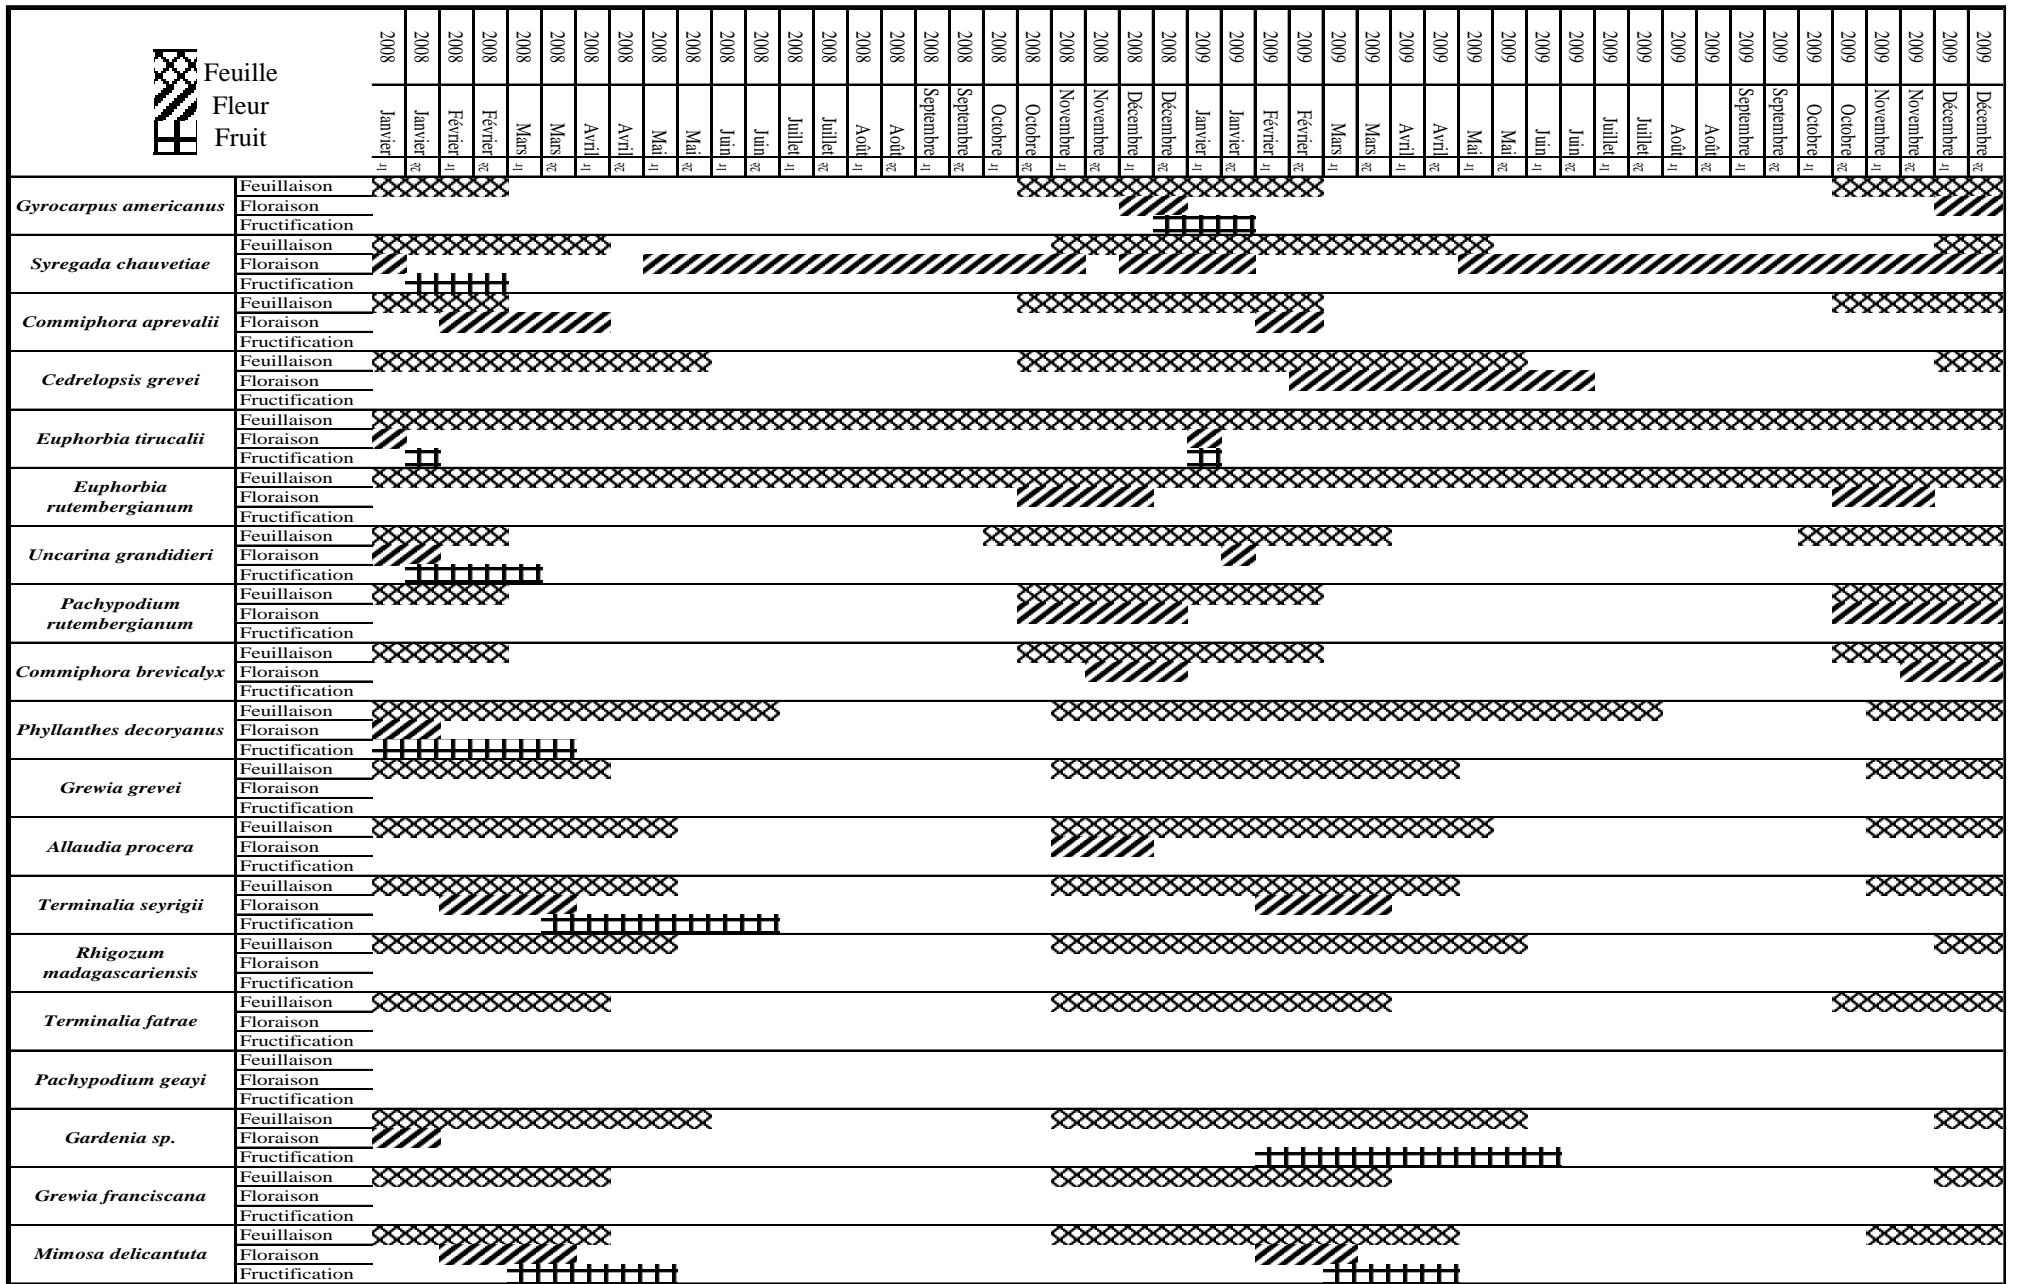 Feuille
Fleur
Fruit
2008 2008 2008 2008 2008 2008 2008 2008 2008 2008 2008 2008 2008 2008 2008 2008 2008 2008 2008 2008 2008 2008 2008 2008 2009 2009 2009 2009 2009 2009 2009 2009 2009 2009 2009 2009 2009 2009 2009 2009 2009 2009 2009 2009 2009 2009 2009 2009
Janvier Janvier Février Février Mars Mars Avril Avril Mai Mai Juin Juin Juillet Juillet Août Août Septembre Septembre Octobre Octobre Novembre Novembre Décembre Décembre Janvier Janvier Février Février Mars Mars Avril Avril Mai Mai Juin Juin Juillet Juillet Août Août Septembre Septembre Octobre Octobre Novembre Novembre Décembre Décembre
1r 2è 1r 2è 1r 2è 1r 2è 1r 2è 1r 2è 1r 2è 1r 2è 1r 2è 1r 2è 1r 2è 1r 2è 1r 2è 1r 2è 1r 2è 1r 2è 1r 2è 1r 2è 1r 2è 1r 2è 1r 2è 1r 2è 1r 2è 1r 2è
Gyrocarpus americanus
Feuillaison
Floraison
Fructification
Syregada chauvetiae
Feuillaison
Floraison
Fructification
Commiphora aprevalii
Feuillaison
Floraison
Fructification
Cedrelopsis grevei
Feuillaison
Floraison
Fructification
Euphorbia tirucalii
Feuillaison
Floraison
Fructification
Euphorbia
rutembergianum
Feuillaison
Floraison
Fructification
Uncarina grandidieri
Feuillaison
Floraison
Fructification
Pachypodium
rutembergianum
Feuillaison
Floraison
Fructification
Commiphora brevicalyx
Feuillaison
Floraison
Fructification
Phyllanthes decoryanus
Feuillaison
Floraison
Fructification
Grewia grevei
Feuillaison
Floraison
Fructification
Allaudia procera
Feuillaison
Floraison
Fructification
Terminalia seyrigii
Feuillaison
Floraison
Fructification
Rhigozum
madagascariensis
Feuillaison
Floraison
Fructification
Terminalia fatrae
Feuillaison
Floraison
Fructification
Pachypodium geayi
Feuillaison
Floraison
Fructification
Gardenia sp.
Feuillaison
Floraison
Fructification
Grewia franciscana
Feuillaison
Floraison
Fructification
Mimosa delicantuta
Feuillaison
Floraison
Fructification